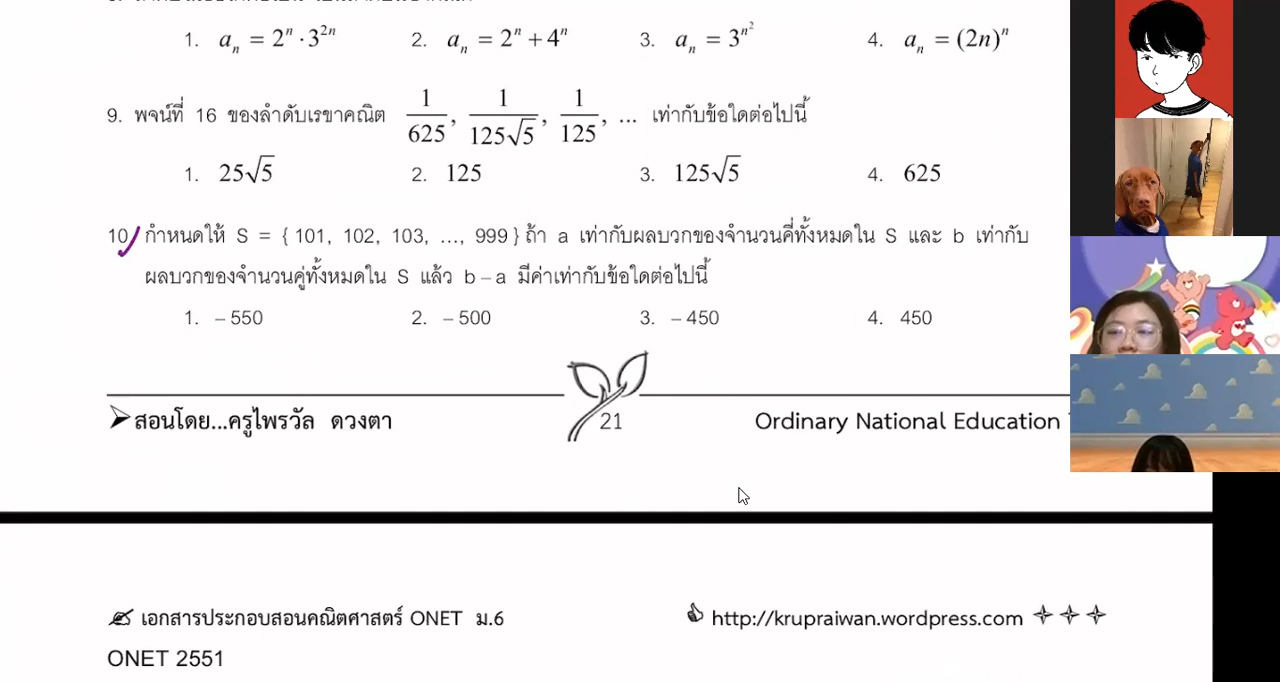 1. aₙ = 2ⁿ · 3²ⁿ 2. aₙ = 2ⁿ + 4ⁿ 3. aₙ = 3^{n²} 4. aₙ = (2n)ⁿ
9. พจน์ที่ 16 ของลำดับเรขาคณิต 1/625, 1/125√5, 1/125, ... เท่ากับข้อใดต่อไปนี้
1. 25√5 2. 125 3. 125√5 4. 625
10 กำหนดให้ S = { 101, 102, 103, ..., 999 } ถ้า a เท่ากับผลบวกของจำนวนคี่ทั้งหมดใน S และ b เท่ากับ
ผลบวกของจำนวนคู่ทั้งหมดใน S แล้ว b – a มีค่าเท่ากับข้อใดต่อไปนี้
1. – 550 2. – 500 3. – 450 4. 450
➢สอนโดย...ครูไพรวัล ดวงตา 21 Ordinary National Education
เอกสารประกอบสอนคณิตศาสตร์ ONET ม.6 http://krupraiwan.wordpress.com
ONET 2551